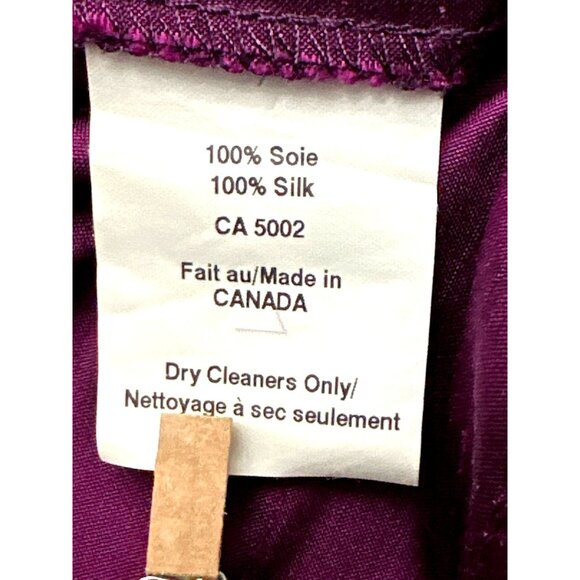 100% Soie
100% Silk
CA 5002
Fait au/Made in
CANADA
Dry Cleaners Only/
Nettoyage à sec seulement